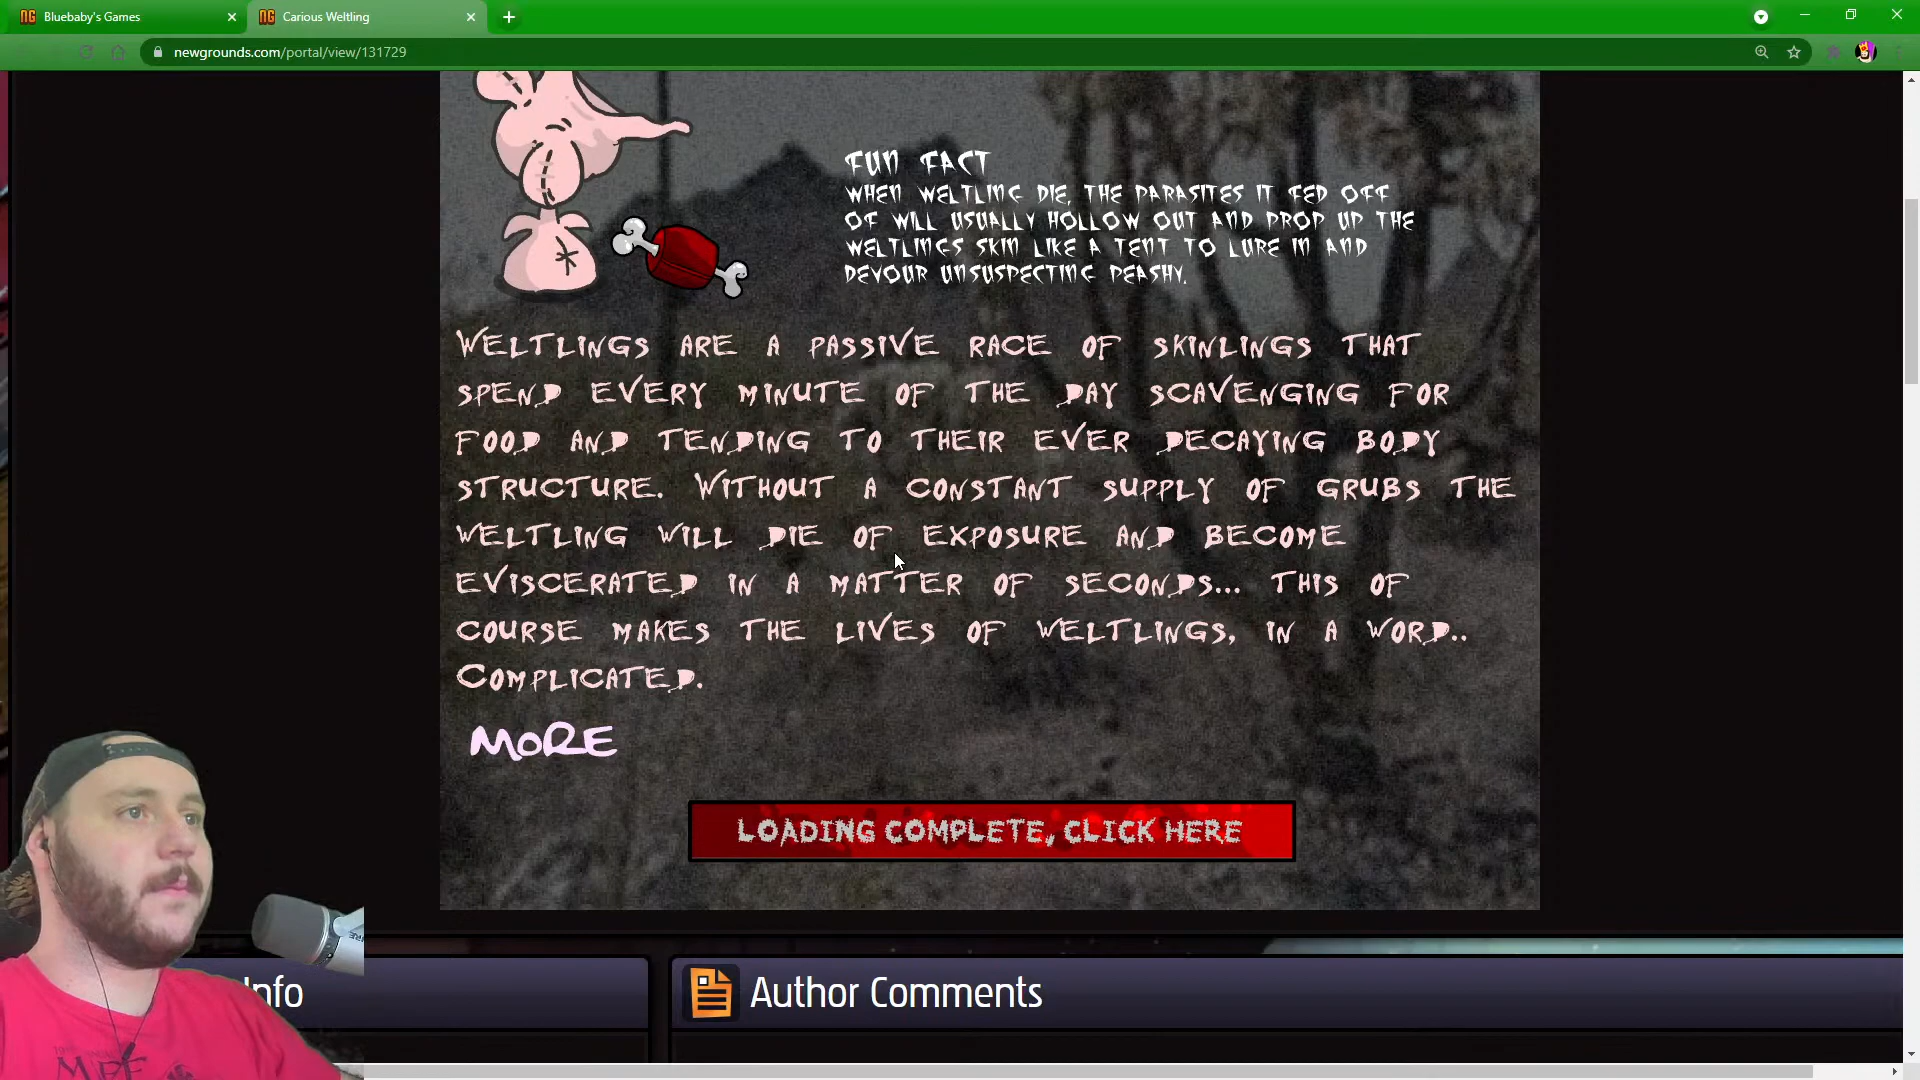 Bluebaby's Games
Carious Weltling
newgrounds.com/portal/view/131729
FUN FACT
WHEN WELTLING DIE, THE PARASITES IT FED OFF
OF WILL USUALLY HOLLOW OUT AND PROP UP THE
WELTLINGS SKIN LIKE A TENT TO LURE IN AND
DEVOUR UNSUSPECTING PEASHY.
WELTLINGS ARE A PASSIVE RACE OF SKINLINGS THAT
SPEND EVERY MINUTE OF THE DAY SCAVENGING FOR
FOOD AND TENDING TO THEIR EVER DECAYING BODY
STRUCTURE. WITHOUT A CONSTANT SUPPLY OF GRUBS THE
WELTLING WILL DIE OF EXPOSURE AND BECOME
EVISCERATED IN A MATTER OF SECONDS... THIS OF
COURSE MAKES THE LIVES OF WELTLINGS, IN A WORD..
COMPLICATED.
MORE
LOADING COMPLETE, CLICK HERE
Info
Author Comments